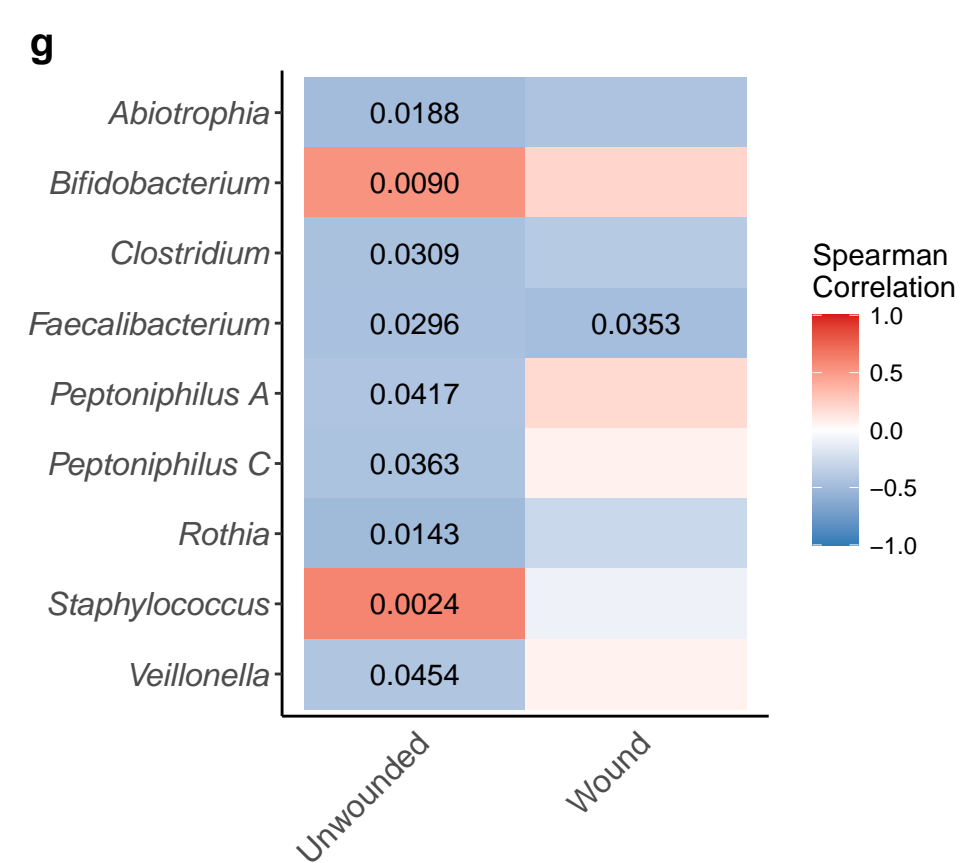 g
Abiotrophia 0.0188
Bifidobacterium 0.0090
Clostridium 0.0309
Faecalibacterium 0.0296 0.0353
Peptoniphilus A 0.0417
Peptoniphilus C 0.0363
Rothia 0.0143
Staphylococcus 0.0024
Veillonella 0.0454
Unwounded Wound
Spearman
Correlation
1.0
0.5
0.0
−0.5
−1.0